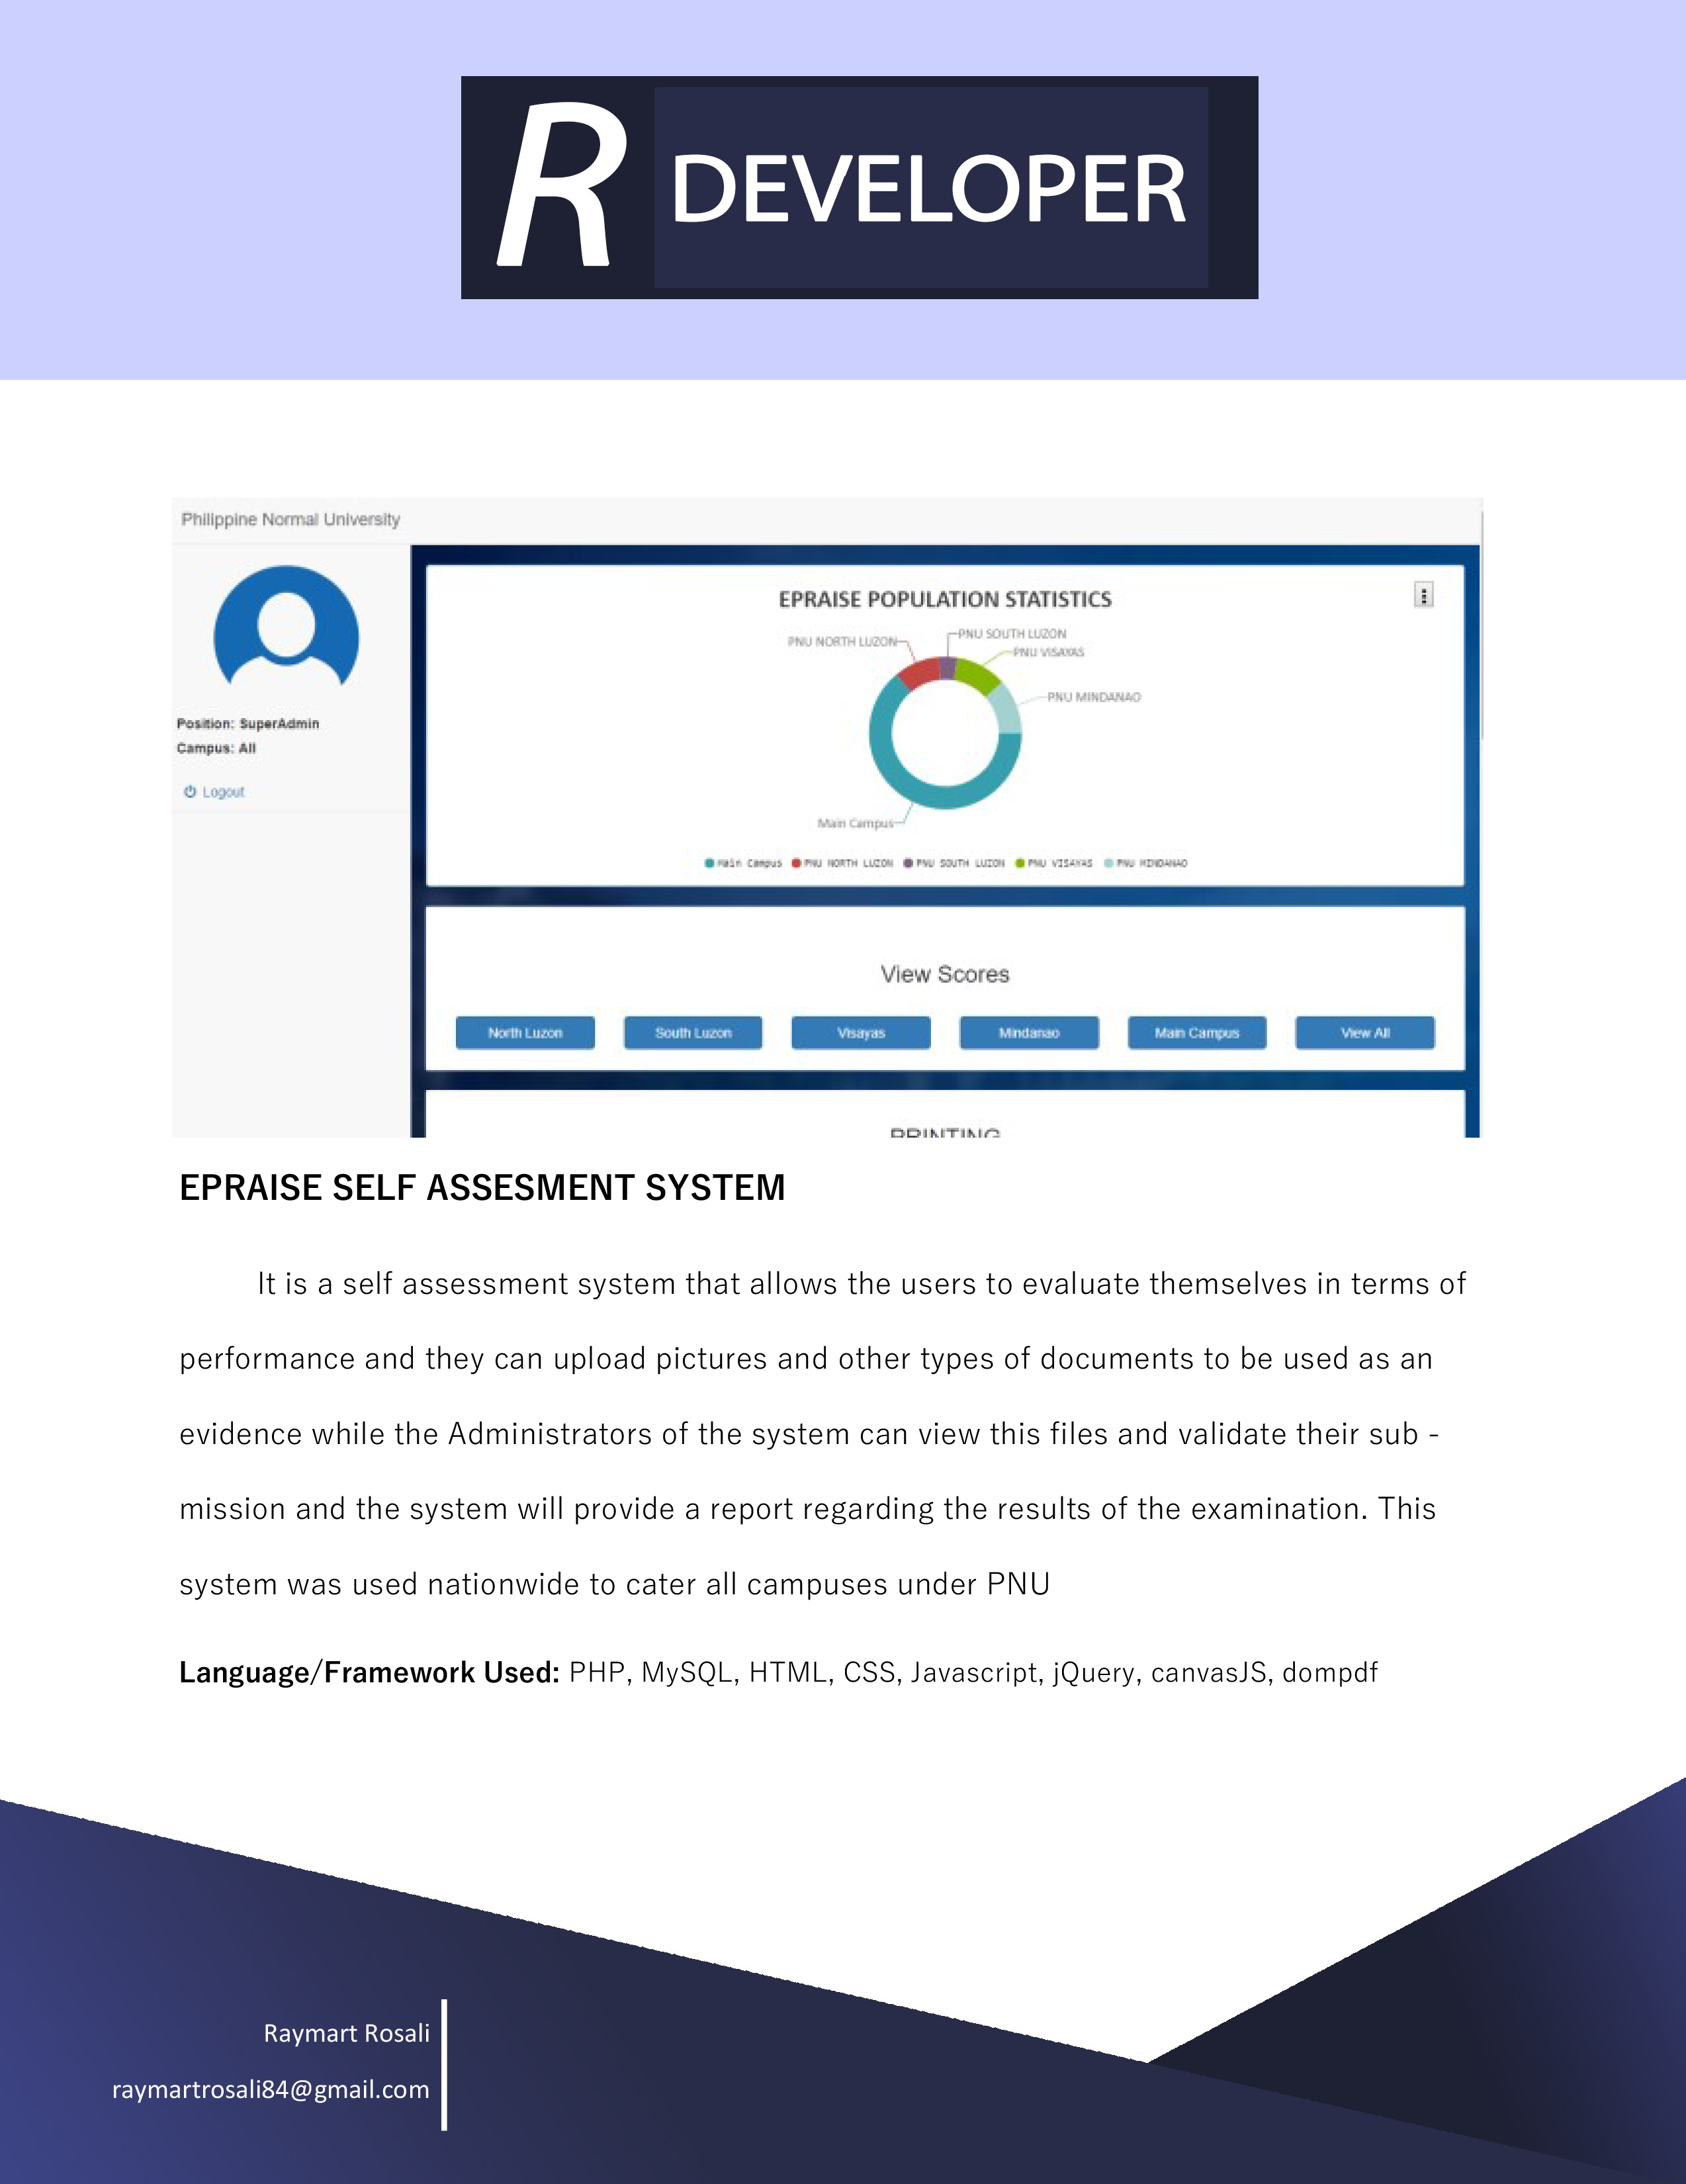 R DEVELOPER
Philippine Normal University
Position: SuperAdmin
Campus: All
Logout
EPRAISE POPULATION STATISTICS
PNU NORTH LUZON
PNU SOUTH LUZON
PNU VISAYAS
PNU MINDANAO
Main Campus
Main Campus PNU NORTH LUZON PNU SOUTH LUZON PNU VISAYAS PNU MINDANAO
View Scores
North Luzon South Luzon Visayas Mindanao Main Campus View All
PRINTING
EPRAISE SELF ASSESMENT SYSTEM
It is a self assessment system that allows the users to evaluate themselves in terms of
performance and they can upload pictures and other types of documents to be used as an
evidence while the Administrators of the system can view this files and validate their sub -
mission and the system will provide a report regarding the results of the examination. This
system was used nationwide to cater all campuses under PNU
Language/Framework Used: PHP, MySQL, HTML, CSS, Javascript, jQuery, canvasJS, dompdf
Raymart Rosali
raymartrosali84@gmail.com